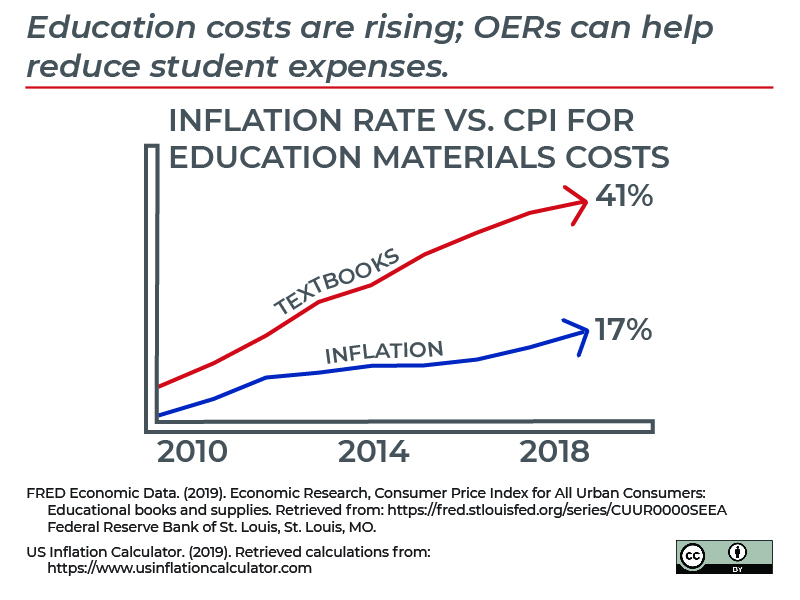 Education costs are rising; OERs can help
reduce student expenses.
INFLATION RATE VS. CPI FOR
EDUCATION MATERIALS COSTS
41%
TEXTBOOKS
17%
INFLATION
2010 2014 2018
FRED Economic Data. (2019). Economic Research, Consumer Price Index for All Urban Consumers:
Educational books and supplies. Retrieved from: https://fred.stlouisfed.org/series/CUUR0000SEEA
Federal Reserve Bank of St. Louis, St. Louis, MO.
US Inflation Calculator. (2019). Retrieved calculations from:
https://www.usinflationcalculator.com
cc
BY